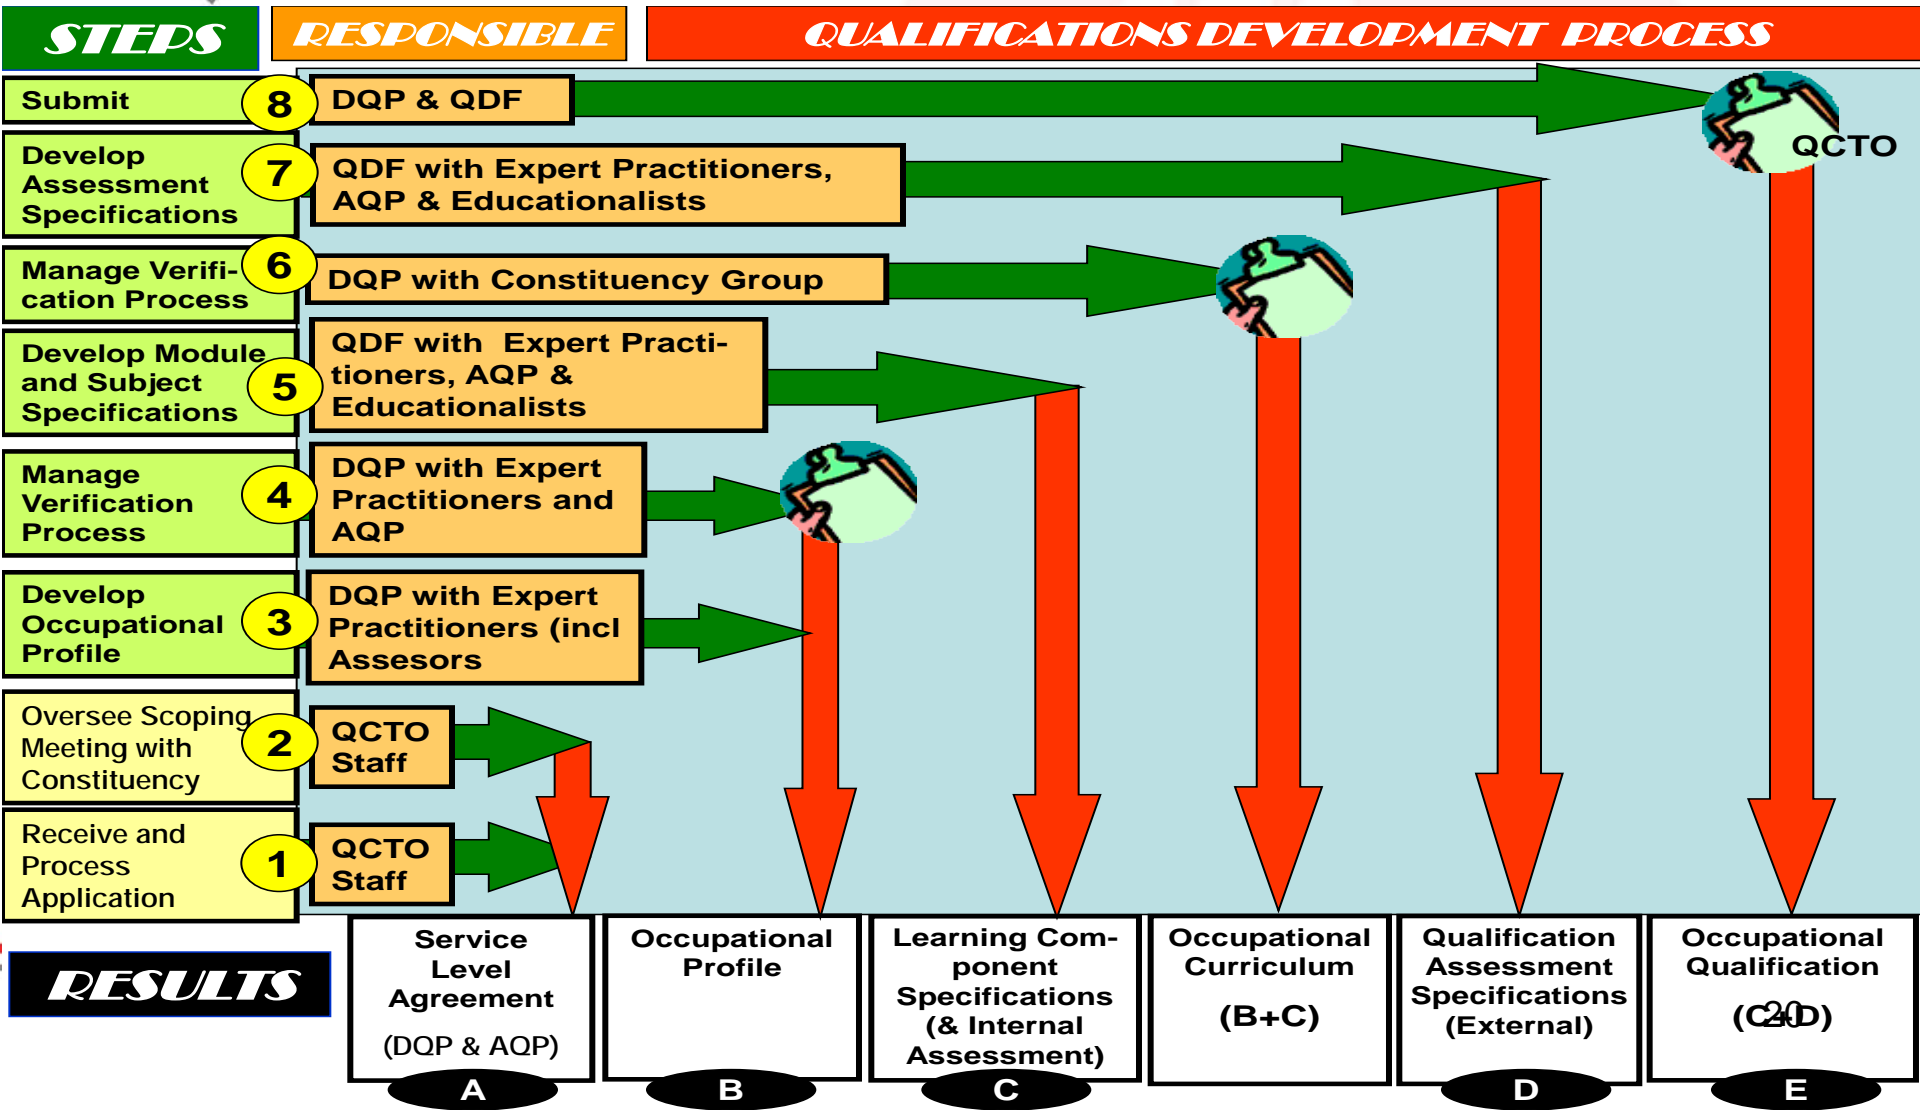 STEPS
RESPONSIBLE
QUALIFICATIONS DEVELOPMENT PROCESS
Submit
8
DQP & QDF
QCTO
Develop
Assessment
Specifications
7
QDF with Expert Practitioners,
AQP & Educationalists
Manage Verifi-
cation Process
6
DQP with Constituency Group
Develop Module
and Subject
Specifications
5
QDF with Expert Practi-
tioners, AQP &
Educationalists
Manage
Verification
Process
4
DQP with Expert
Practitioners and
AQP
Develop
Occupational
Profile
3
DQP with Expert
Practitioners (incl
Assesors
Oversee Scoping
Meeting with
Constituency
2
QCTO
Staff
Receive and
Process
Application
1
QCTO
Staff
RESULTS
Service
Level
Agreement
(DQP & AQP)
A
Occupational
Profile
B
Learning Com-
ponent
Specifications
(& Internal
Assessment)
C
Occupational
Curriculum
(B+C)
Qualification
Assessment
Specifications
(External)
D
Occupational
Qualification
(C+D)
20
E